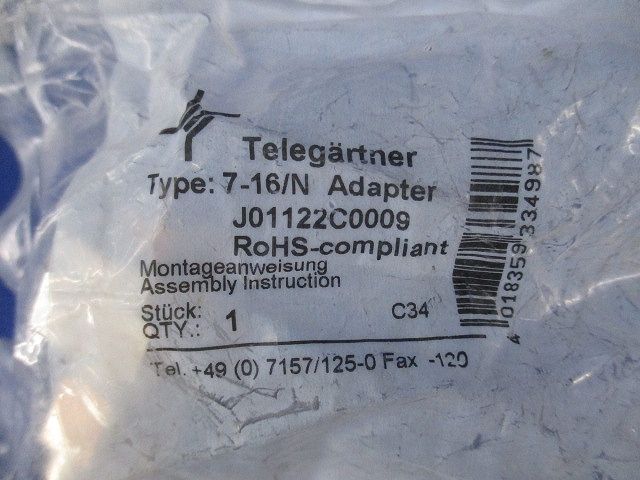 Telegärtner
Type: 7-16/N Adapter
J01122C0009
RoHS-compliant
Montageanweisung
Assembly Instruction
Stück:
QTY.: 1
C34
Tel. +49 (0) 7157/125-0 Fax -120
4 018359 334987